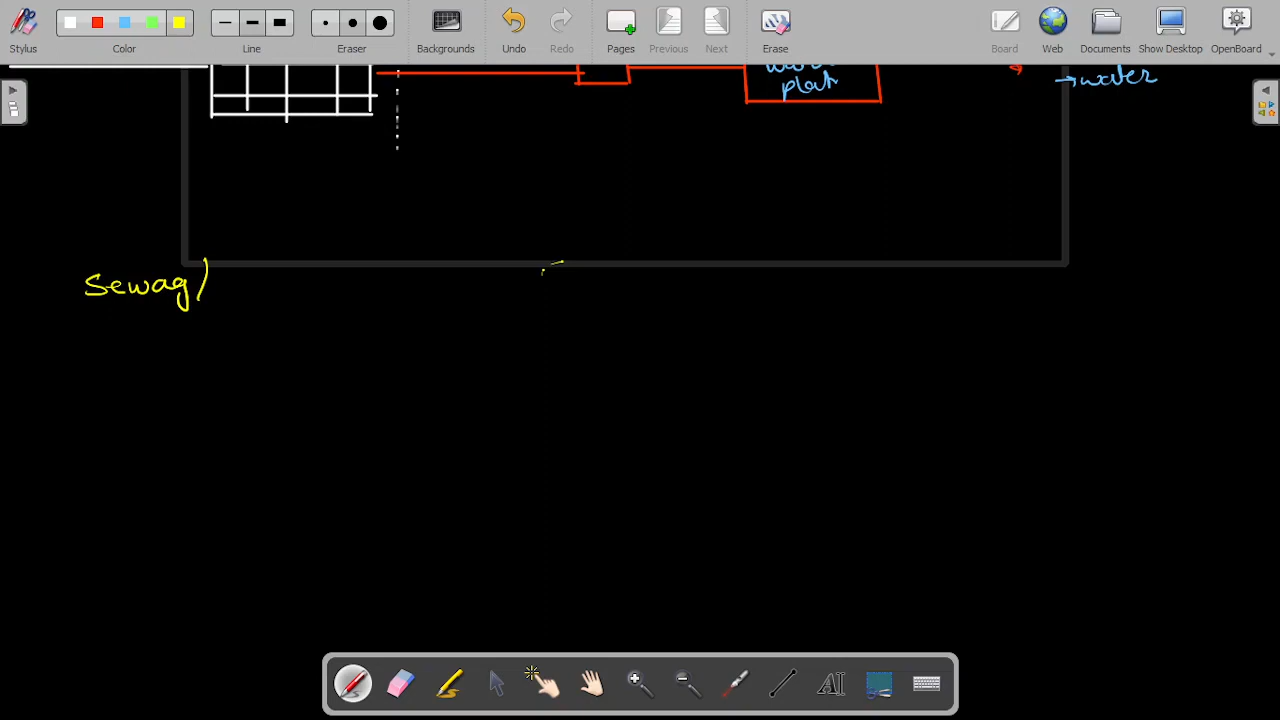 Stylus
Color
Line
Eraser
Backgrounds
Undo
Redo
Pages
Previous
Next
Erase
Board
Web
Documents
Show Desktop
OpenBoard
plant
→water
Sewag/
AI